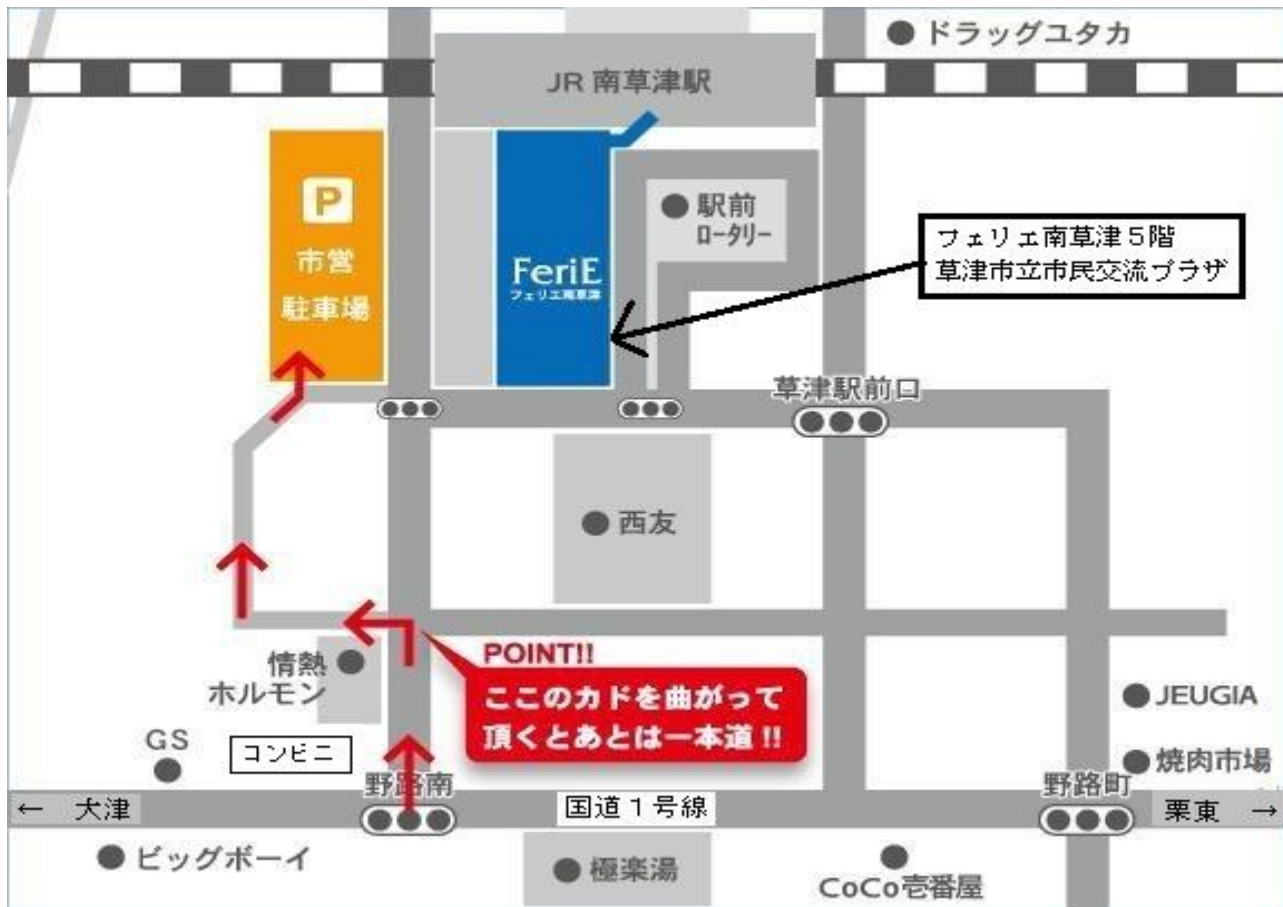 ドラッグユタカ
JR 南草津駅
P
市営
駐車場
駅前
ロータリー
FeriE
フェリエ南草津
フェリエ南草津５階
草津市立市民交流プラザ
草津駅前口
西友
POINT!!
ここのカドを曲がって
頂くとあとは一本道!!
情熱
ホルモン
JEUGIA
GS
コンビニ
焼肉市場
野路南
野路町
← 大津
国道１号線
栗東 →
ビッグボーイ
極楽湯
CoCo壱番屋